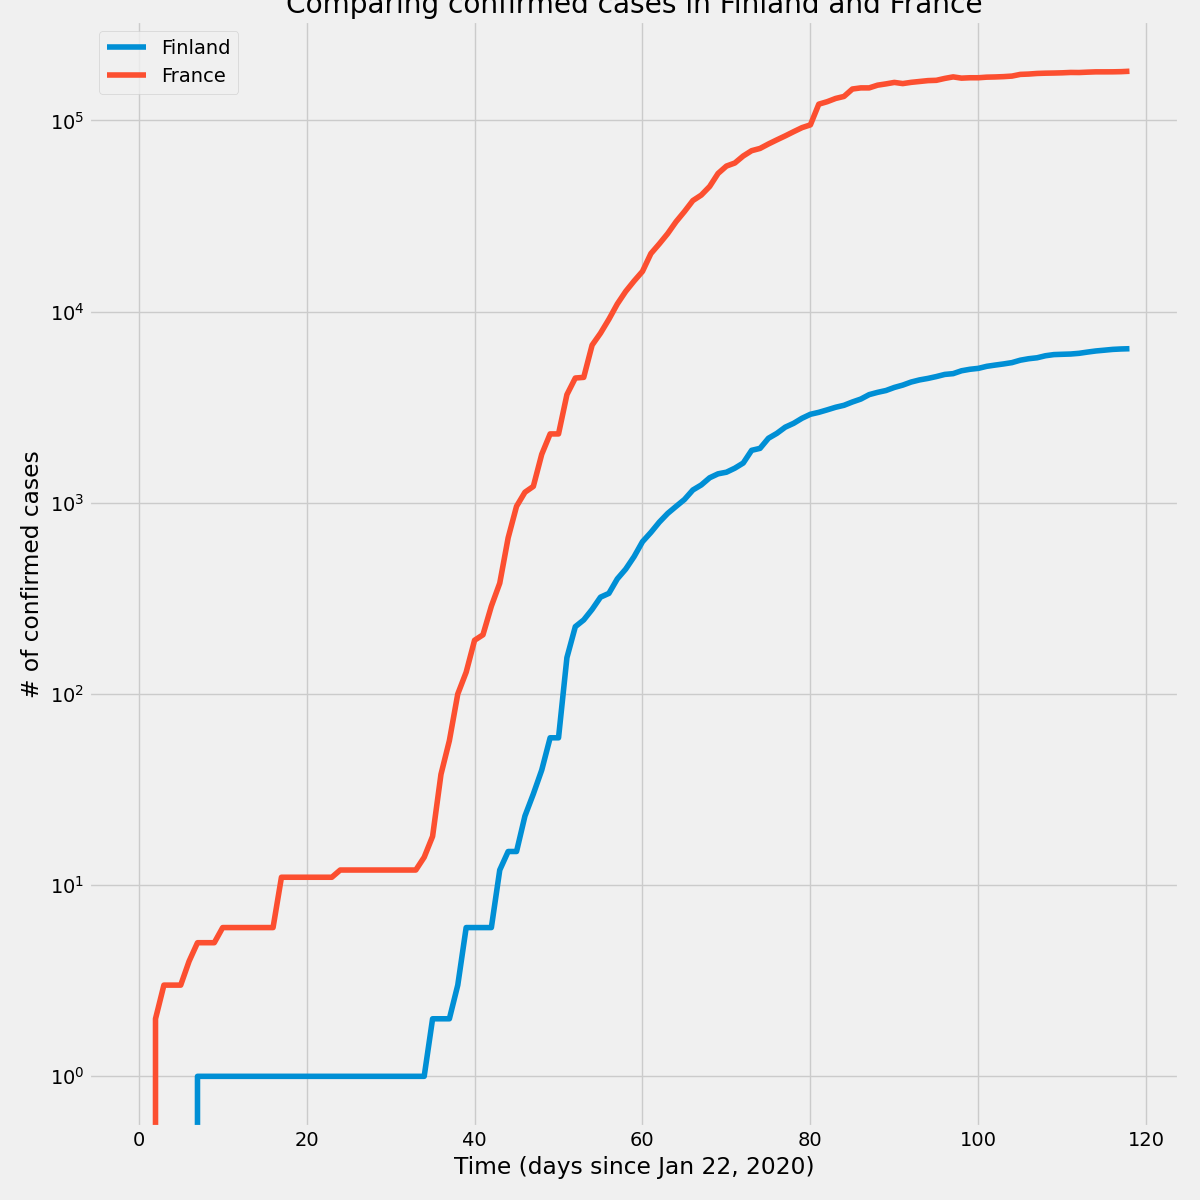 Comparing confirmed cases in Finland and France
Finland
France
10⁵
10⁴
10³
10²
10¹
10⁰
# of confirmed cases
0 20 40 60 80 100 120
Time (days since Jan 22, 2020)